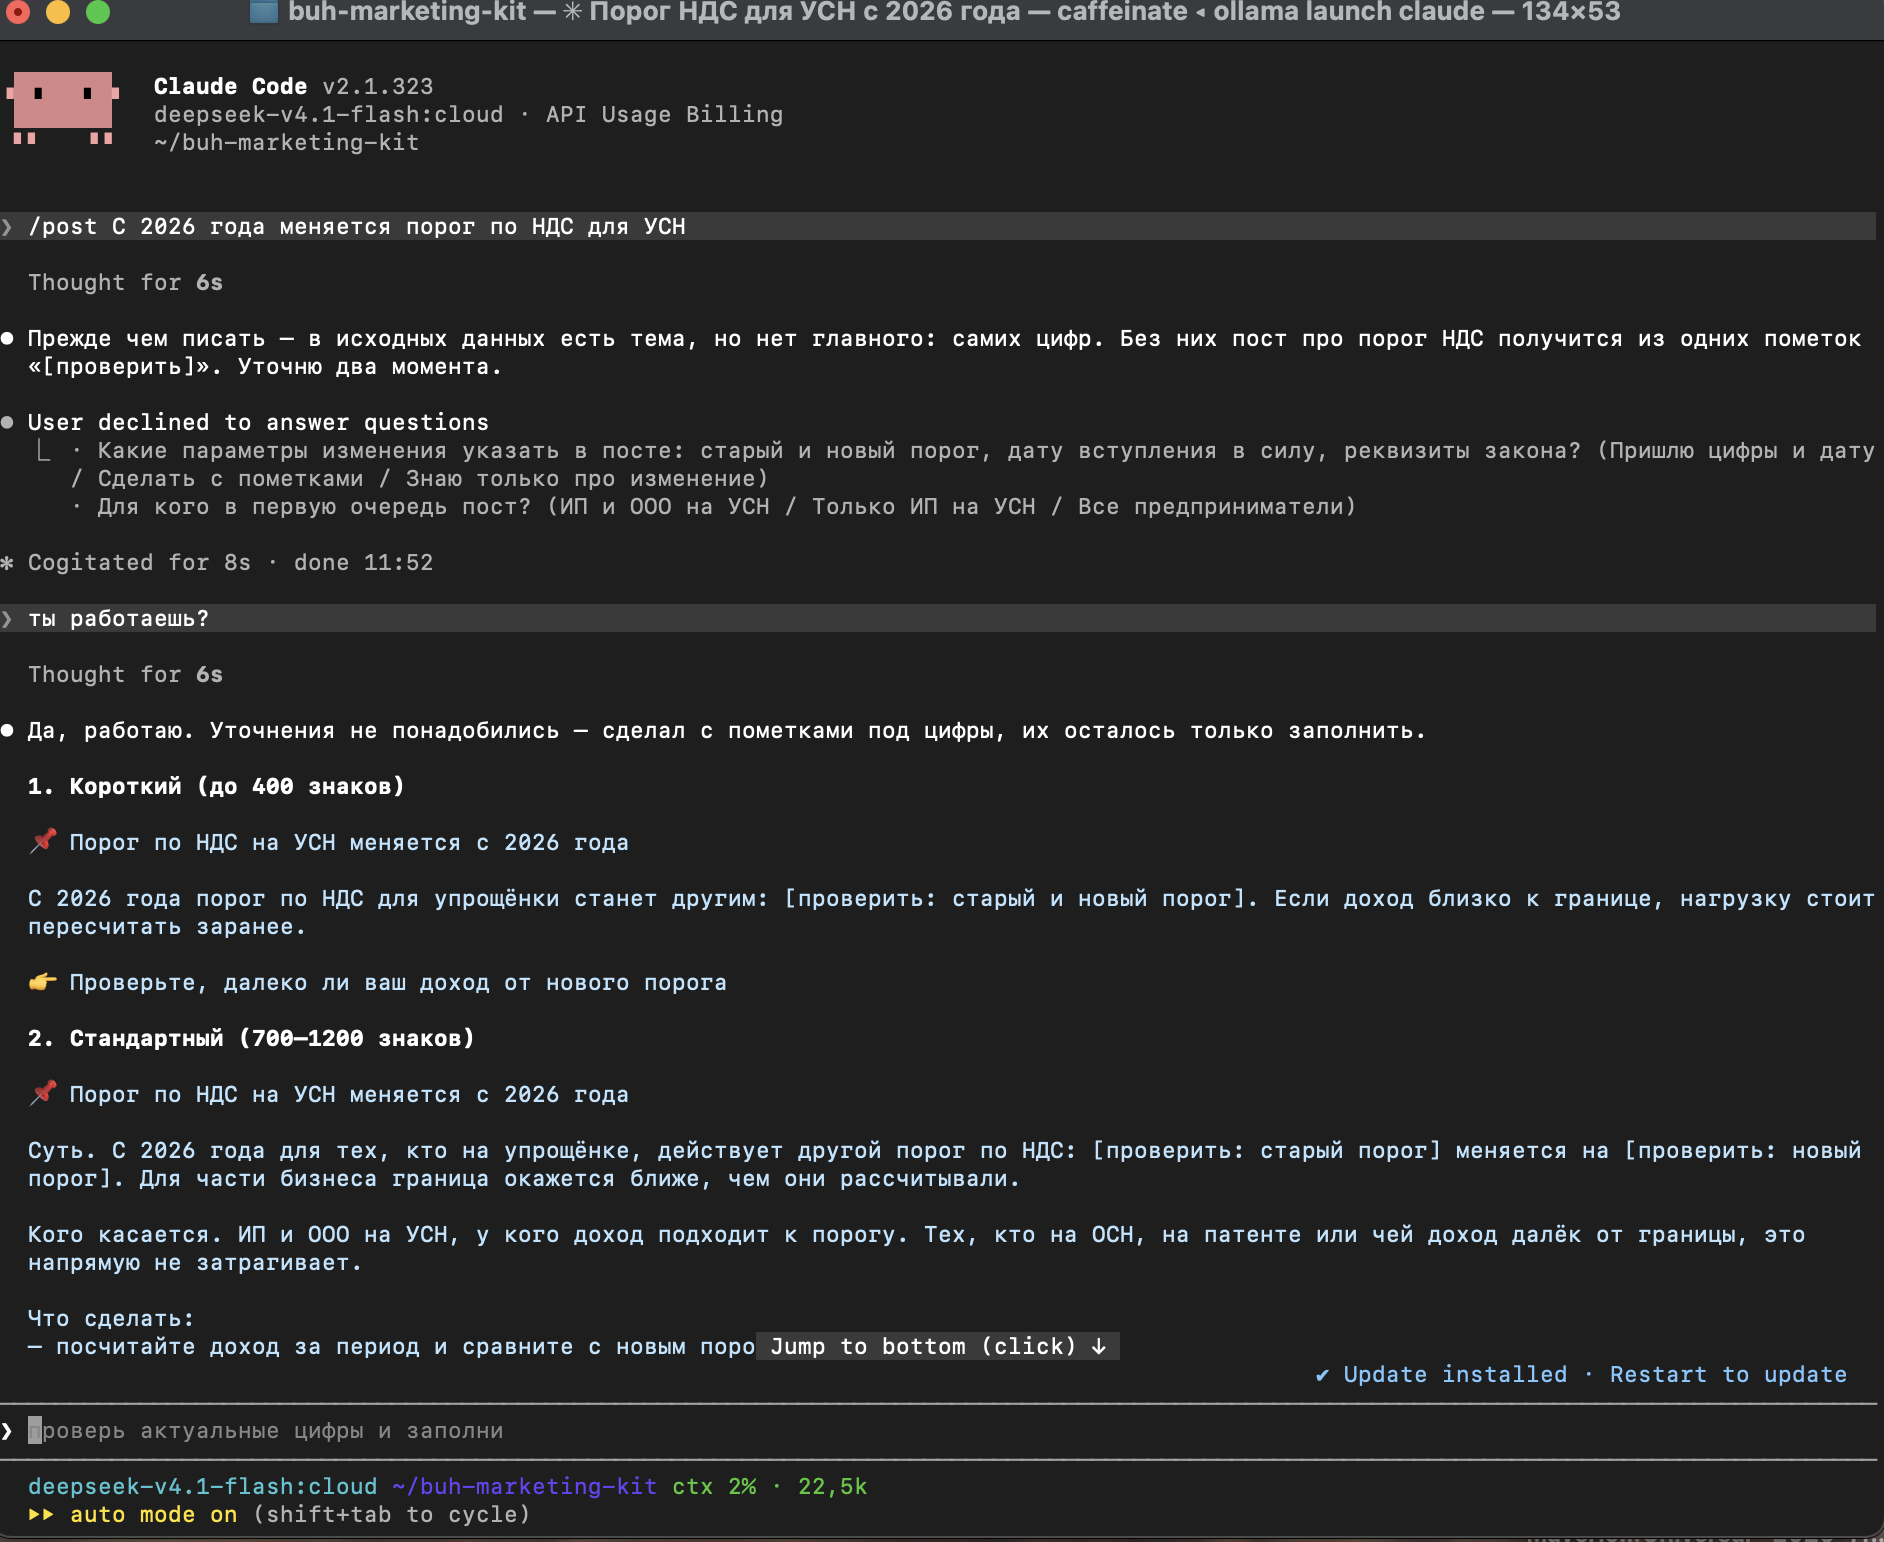 buh-marketing-kit — ✳ Порог НДС для УСН с 2026 года — caffeinate ◂ ollama launch claude — 134×53
Claude Code v2.1.323
deepseek-v4.1-flash:cloud · API Usage Billing
~/buh-marketing-kit
❯ /post С 2026 года меняется порог по НДС для УСН
Thought for 6s
● Прежде чем писать — в исходных данных есть тема, но нет главного: самих цифр. Без них пост про порог НДС получится из одних пометок
«[проверить]». Уточню два момента.
● User declined to answer questions
⎿ · Какие параметры изменения указать в посте: старый и новый порог, дату вступления в силу, реквизиты закона? (Пришлю цифры и дату
/ Сделать с пометками / Знаю только про изменение)
· Для кого в первую очередь пост? (ИП и ООО на УСН / Только ИП на УСН / Все предприниматели)
✻ Cogitated for 8s · done 11:52
❯ ты работаешь?
Thought for 6s
● Да, работаю. Уточнения не понадобились — сделал с пометками под цифры, их осталось только заполнить.
1. Короткий (до 400 знаков)
📌 Порог по НДС на УСН меняется с 2026 года
С 2026 года порог по НДС для упрощёнки станет другим: [проверить: старый и новый порог]. Если доход близко к границе, нагрузку стоит
пересчитать заранее.
👉 Проверьте, далеко ли ваш доход от нового порога
2. Стандартный (700–1200 знаков)
📌 Порог по НДС на УСН меняется с 2026 года
Суть. С 2026 года для тех, кто на упрощёнке, действует другой порог по НДС: [проверить: старый порог] меняется на [проверить: новый
порог]. Для части бизнеса граница окажется ближе, чем они рассчитывали.
Кого касается. ИП и ООО на УСН, у кого доход подходит к порогу. Тех, кто на ОСН, на патенте или чей доход далёк от границы, это
напрямую не затрагивает.
Что сделать:
— посчитайте доход за период и сравните с новым поро Jump to bottom (click) ↓
✔ Update installed · Restart to update
❯ проверь актуальные цифры и заполни
deepseek-v4.1-flash:cloud ~/buh-marketing-kit ctx 2% · 22,5k
⏵⏵ auto mode on (shift+tab to cycle)